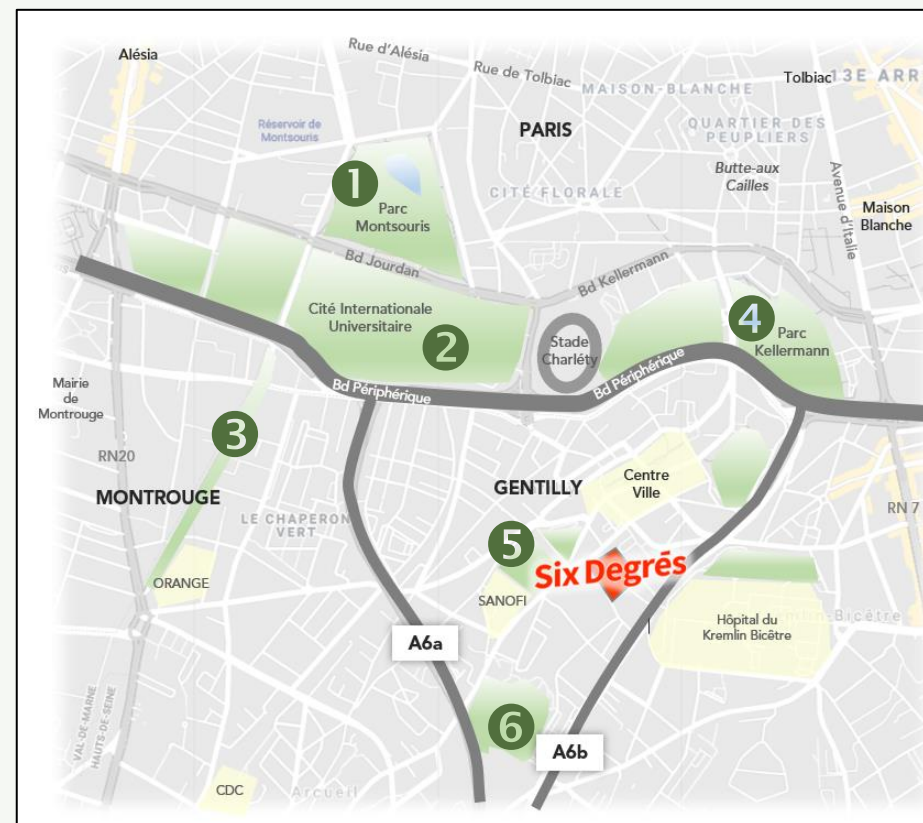 Alésia
Rue d'Alésia
Rue de Tolbiac
Tolbiac
13E ARR
MAISON-BLANCHE
Réservoir de
Montsouris
PARIS
QUARTIER DES
PEUPLIERS
1
Parc
Montsouris
CITÉ FLORALE
Butte-aux
Cailles
Avenue d'Italie
Maison
Blanche
Bd Jourdan
Bd Kellermann
Cité Internationale
Universitaire
2
Stade
Charléty
4
Parc
Kellermann
Bd Périphérique
Bd Périphérique
Mairie
de
Montrouge
3
RN20
MONTROUGE
GENTILLY
Centre
Ville
RN 7
LE CHAPERON
VERT
5
Six Degrés
ORANGE
SANOFI
Hôpital du
Kremlin Bicêtre
mlin-Bicêtre
A6a
6
A6b
VAL-DE-MARNE
HAUTS-DE-SEINE
CDC
Arcueil